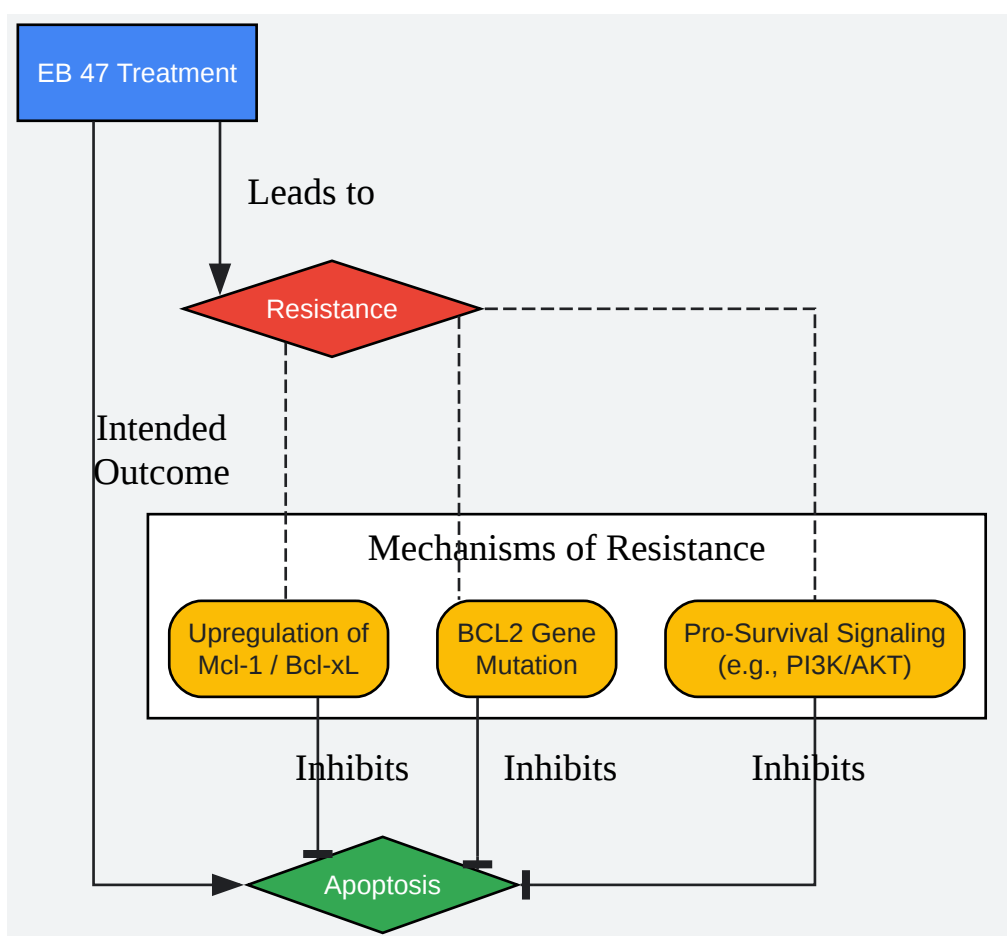 EB 47 Treatment
Leads to
Resistance
Intended
Outcome
Mechanisms of Resistance
Upregulation of
Mcl-1 / Bcl-xL
BCL2 Gene
Mutation
Pro-Survival Signaling
(e.g., PI3K/AKT)
Inhibits
Inhibits
Inhibits
Apoptosis